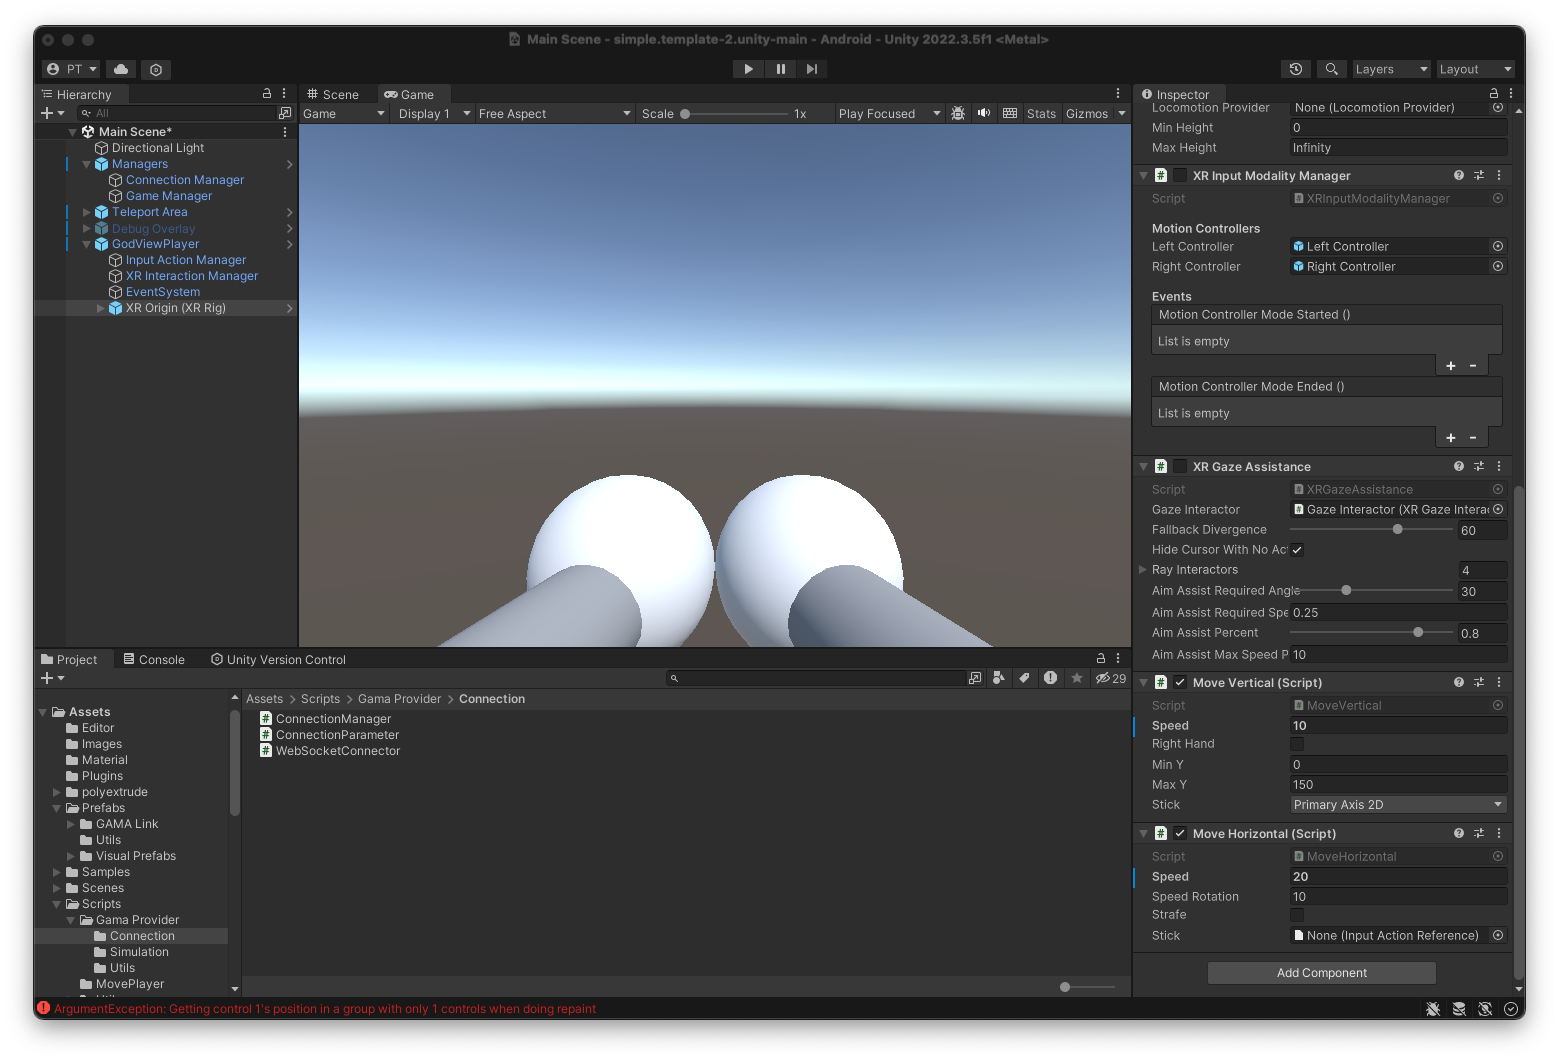 Main Scene - simple.template-2.unity-main - Android - Unity 2022.3.5f1 <Metal>
PT
Layers
Layout
Hierarchy
All
Main Scene*
Directional Light
Managers
Connection Manager
Game Manager
Teleport Area
Debug Overlay
GodViewPlayer
Input Action Manager
XR Interaction Manager
EventSystem
XR Origin (XR Rig)
Scene
Game
Game
Display 1
Free Aspect
Scale
1x
Play Focused
Stats
Gizmos
Inspector
Locomotion Provider None (Locomotion Provider)
Min Height 0
Max Height Infinity
XR Input Modality Manager
Script XRInputModalityManager
Motion Controllers
Left Controller Left Controller
Right Controller Right Controller
Events
Motion Controller Mode Started ()
List is empty
+ -
Motion Controller Mode Ended ()
List is empty
+ -
XR Gaze Assistance
Script XRGazeAssistance
Gaze Interactor Gaze Interactor (XR Gaze Interac
Fallback Divergence 60
Hide Cursor With No Ac
Ray Interactors 4
Aim Assist Required Angle 30
Aim Assist Required Spe 0.25
Aim Assist Percent 0.8
Aim Assist Max Speed P 10
Move Vertical (Script)
Script MoveVertical
Speed 10
Right Hand
Min Y 0
Max Y 150
Stick Primary Axis 2D
Move Horizontal (Script)
Script MoveHorizontal
Speed 20
Speed Rotation 10
Strafe
Stick None (Input Action Reference)
Add Component
Project
Console
Unity Version Control
29
Assets
Editor
Images
Material
Plugins
polyextrude
Prefabs
GAMA Link
Utils
Visual Prefabs
Samples
Scenes
Scripts
Gama Provider
Connection
Simulation
Utils
MovePlayer
Assets > Scripts > Gama Provider > Connection
ConnectionManager
ConnectionParameter
WebSocketConnector
ArgumentException: Getting control 1's position in a group with only 1 controls when doing repaint